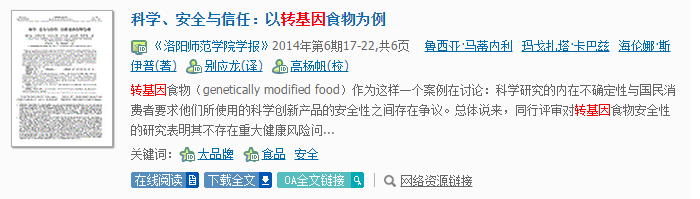 科学、安全与信任：以转基因食物为例
《洛阳师范学院学报》2014年第6期17-22,共6页 鲁西亚·马蒂内利 玛戈扎塔·卡巴兹 海伦娜·斯
伊普(著) 别应龙(译) 高杨帆(校)
转基因食物（genetically modified food）作为这样一个案例在讨论：科学研究的内在不确定性与国民消
费者要求他们所使用的科学创新产品的安全性之间存在争议。总体说来，同行评审对转基因食物安全性
的研究表明其不存在重大健康风险问...
关键词： 大品牌 食品 安全
在线阅读 下载全文 OA全文链接 网络资源链接